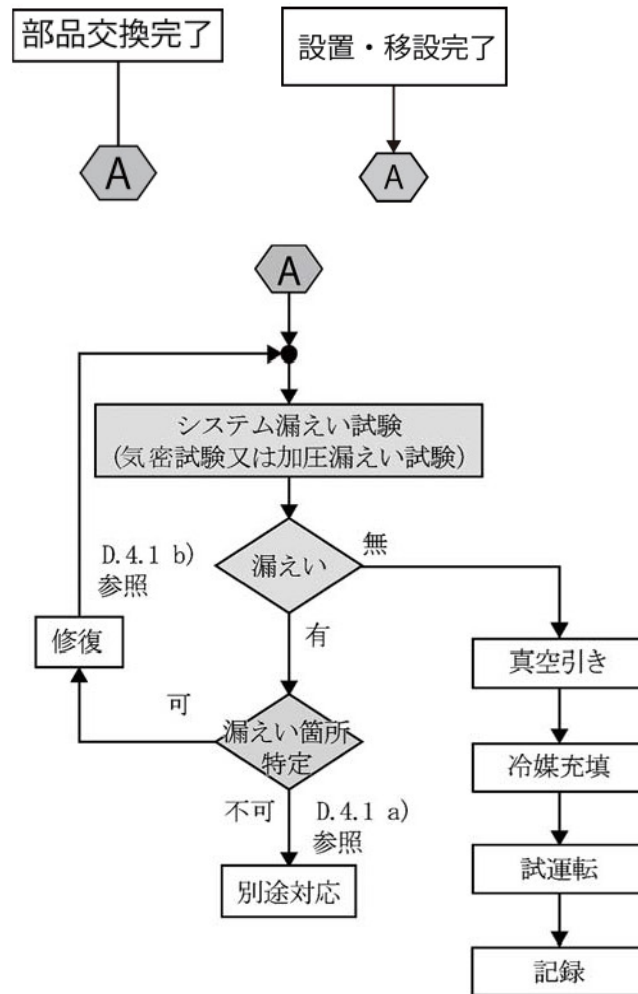 部品交換完了
設置・移設完了
A
A
A
システム漏えい試験
(気密試験又は加圧漏えい試験)
D.4.1 b)
参照
漏えい
無
修復
有
真空引き
可
漏えい箇所
特定
冷媒充填
不可
D.4.1 a)
参照
別途対応
試運転
記録